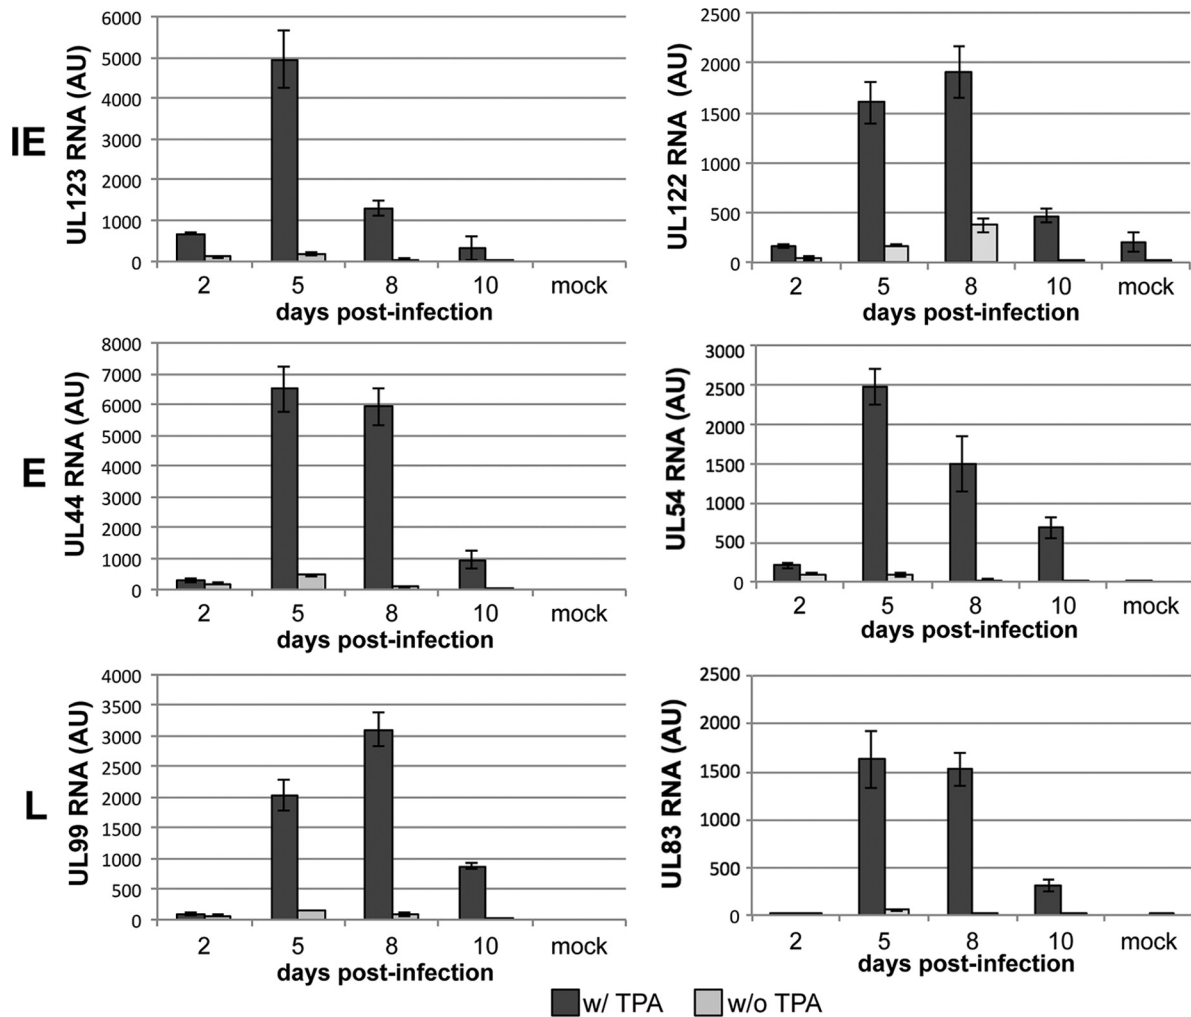 IE
UL123 RNA (AU)
6000
5000
4000
3000
2000
1000
0
2 5 8 10 mock
days post-infection
UL122 RNA (AU)
2500
2000
1500
1000
500
0
2 5 8 10 mock
days post-infection
E
UL44 RNA (AU)
8000
7000
6000
5000
4000
3000
2000
1000
0
2 5 8 10 mock
days post-infection
UL54 RNA (AU)
3000
2500
2000
1500
1000
500
0
2 5 8 10 mock
days post-infection
L
UL99 RNA (AU)
4000
3500
3000
2500
2000
1500
1000
500
0
2 5 8 10 mock
days post-infection
UL83 RNA (AU)
2500
2000
1500
1000
500
0
2 5 8 10 mock
days post-infection
w/ TPA w/o TPA